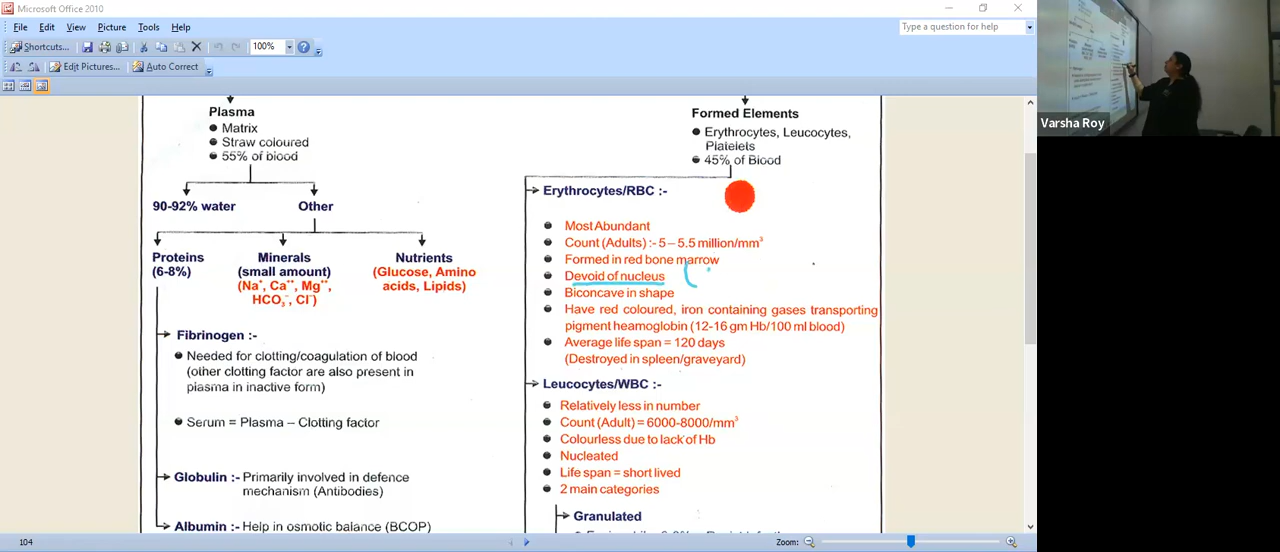 Microsoft Office 2010
File Edit View Picture Tools Help
Type a question for help
Shortcuts...
100%
Edit Pictures...
Auto Correct
Plasma
Matrix
Straw coloured
55% of blood
90-92% water
Other
Proteins
(6-8%)
Minerals
(small amount)
(Na⁺, Ca⁺⁺, Mg⁺⁺,
HCO₃⁻, Cl⁻)
Nutrients
(Glucose, Amino
acids, Lipids)
Fibrinogen :-
Needed for clotting/coagulation of blood
(other clotting factor are also present in
plasma in inactive form)
Serum = Plasma – Clotting factor
Globulin :- Primarily involved in defence
mechanism (Antibodies)
Albumin :- Help in osmotic balance (BCOP)
Formed Elements
Erythrocytes, Leucocytes,
Platelets
45% of Blood
Erythrocytes/RBC :-
Most Abundant
Count (Adults) :- 5 – 5.5 million/mm³
Formed in red bone marrow
Devoid of nucleus (
Biconcave in shape
Have red coloured, iron containing gases transporting
pigment heamoglobin (12-16 gm Hb/100 ml blood)
Average life span = 120 days
(Destroyed in spleen/graveyard)
Leucocytes/WBC :-
Relatively less in number
Count (Adult) = 6000-8000/mm³
Colourless due to lack of Hb
Nucleated
Life span = short lived
2 main categories
Granulated
Varsha Roy
104
Zoom: